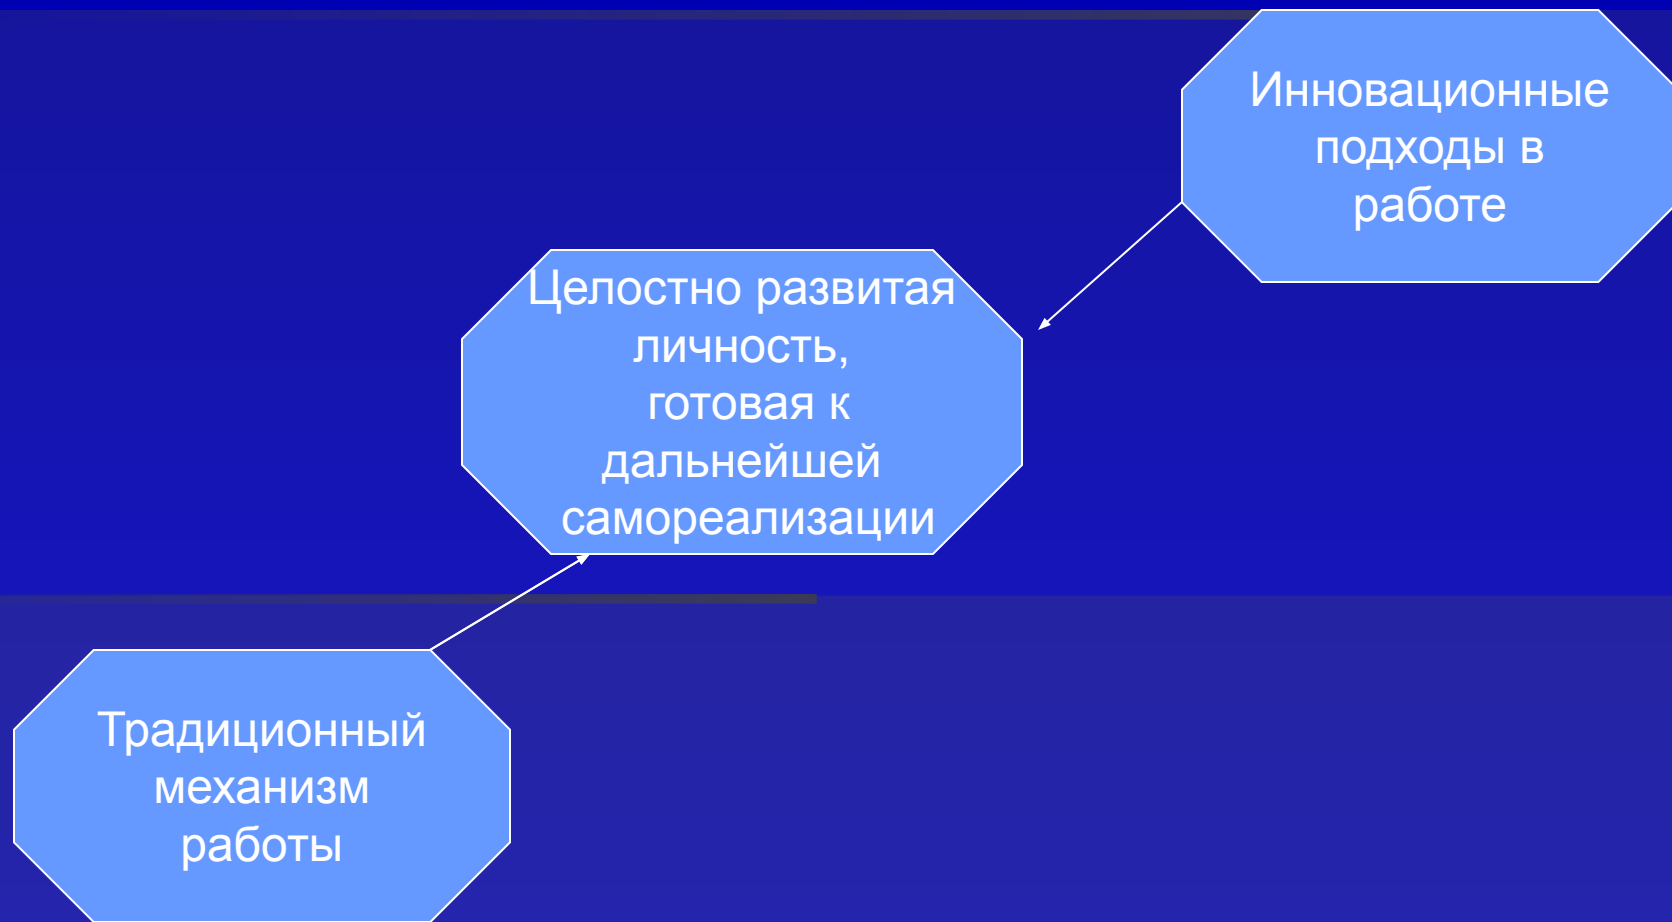 Инновационные
подходы в
работе
Целостно развитая
личность,
готовая к
дальнейшей
самореализации
Традиционный
механизм
работы